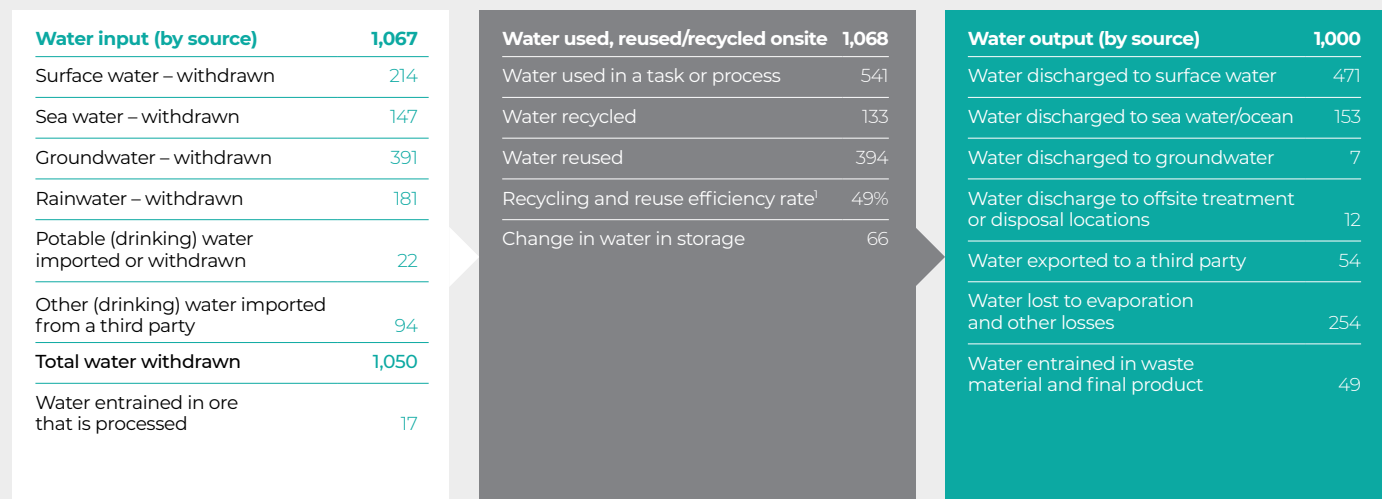 Water input (by source) 1,067
Surface water – withdrawn 214
Sea water – withdrawn 147
Groundwater – withdrawn 391
Rainwater – withdrawn 181
Potable (drinking) water
imported or withdrawn 22
Other (drinking) water imported
from a third party 94
Total water withdrawn 1,050
Water entrained in ore
that is processed 17
Water used, reused/recycled onsite 1,068
Water used in a task or process 541
Water recycled 133
Water reused 394
Recycling and reuse efficiency rate¹ 49%
Change in water in storage 66
Water output (by source) 1,000
Water discharged to surface water 471
Water discharged to sea water/ocean 153
Water discharged to groundwater 7
Water discharge to offsite treatment
or disposal locations 12
Water exported to a third party 54
Water lost to evaporation
and other losses 254
Water entrained in waste
material and final product 49